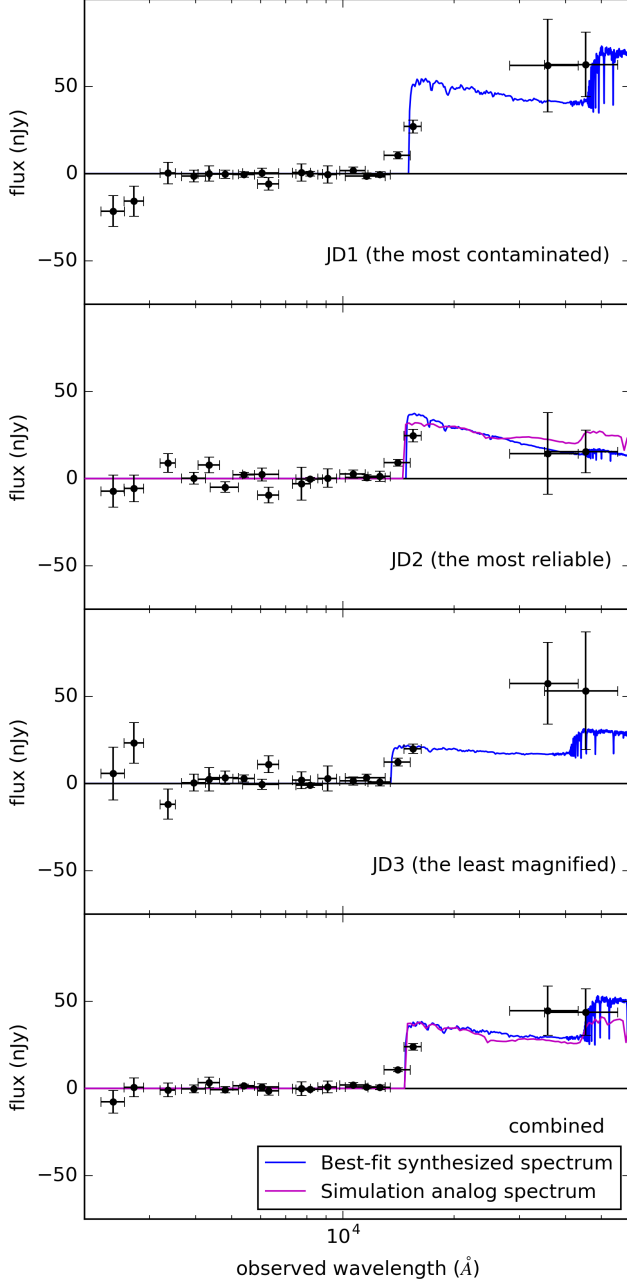 50
0
−50
flux (nJy)
JD1 (the most contaminated)
50
0
−50
flux (nJy)
JD2 (the most reliable)
50
0
−50
flux (nJy)
JD3 (the least magnified)
50
0
−50
flux (nJy)
combined
Best-fit synthesized spectrum
Simulation analog spectrum
10⁴
observed wavelength (Å)